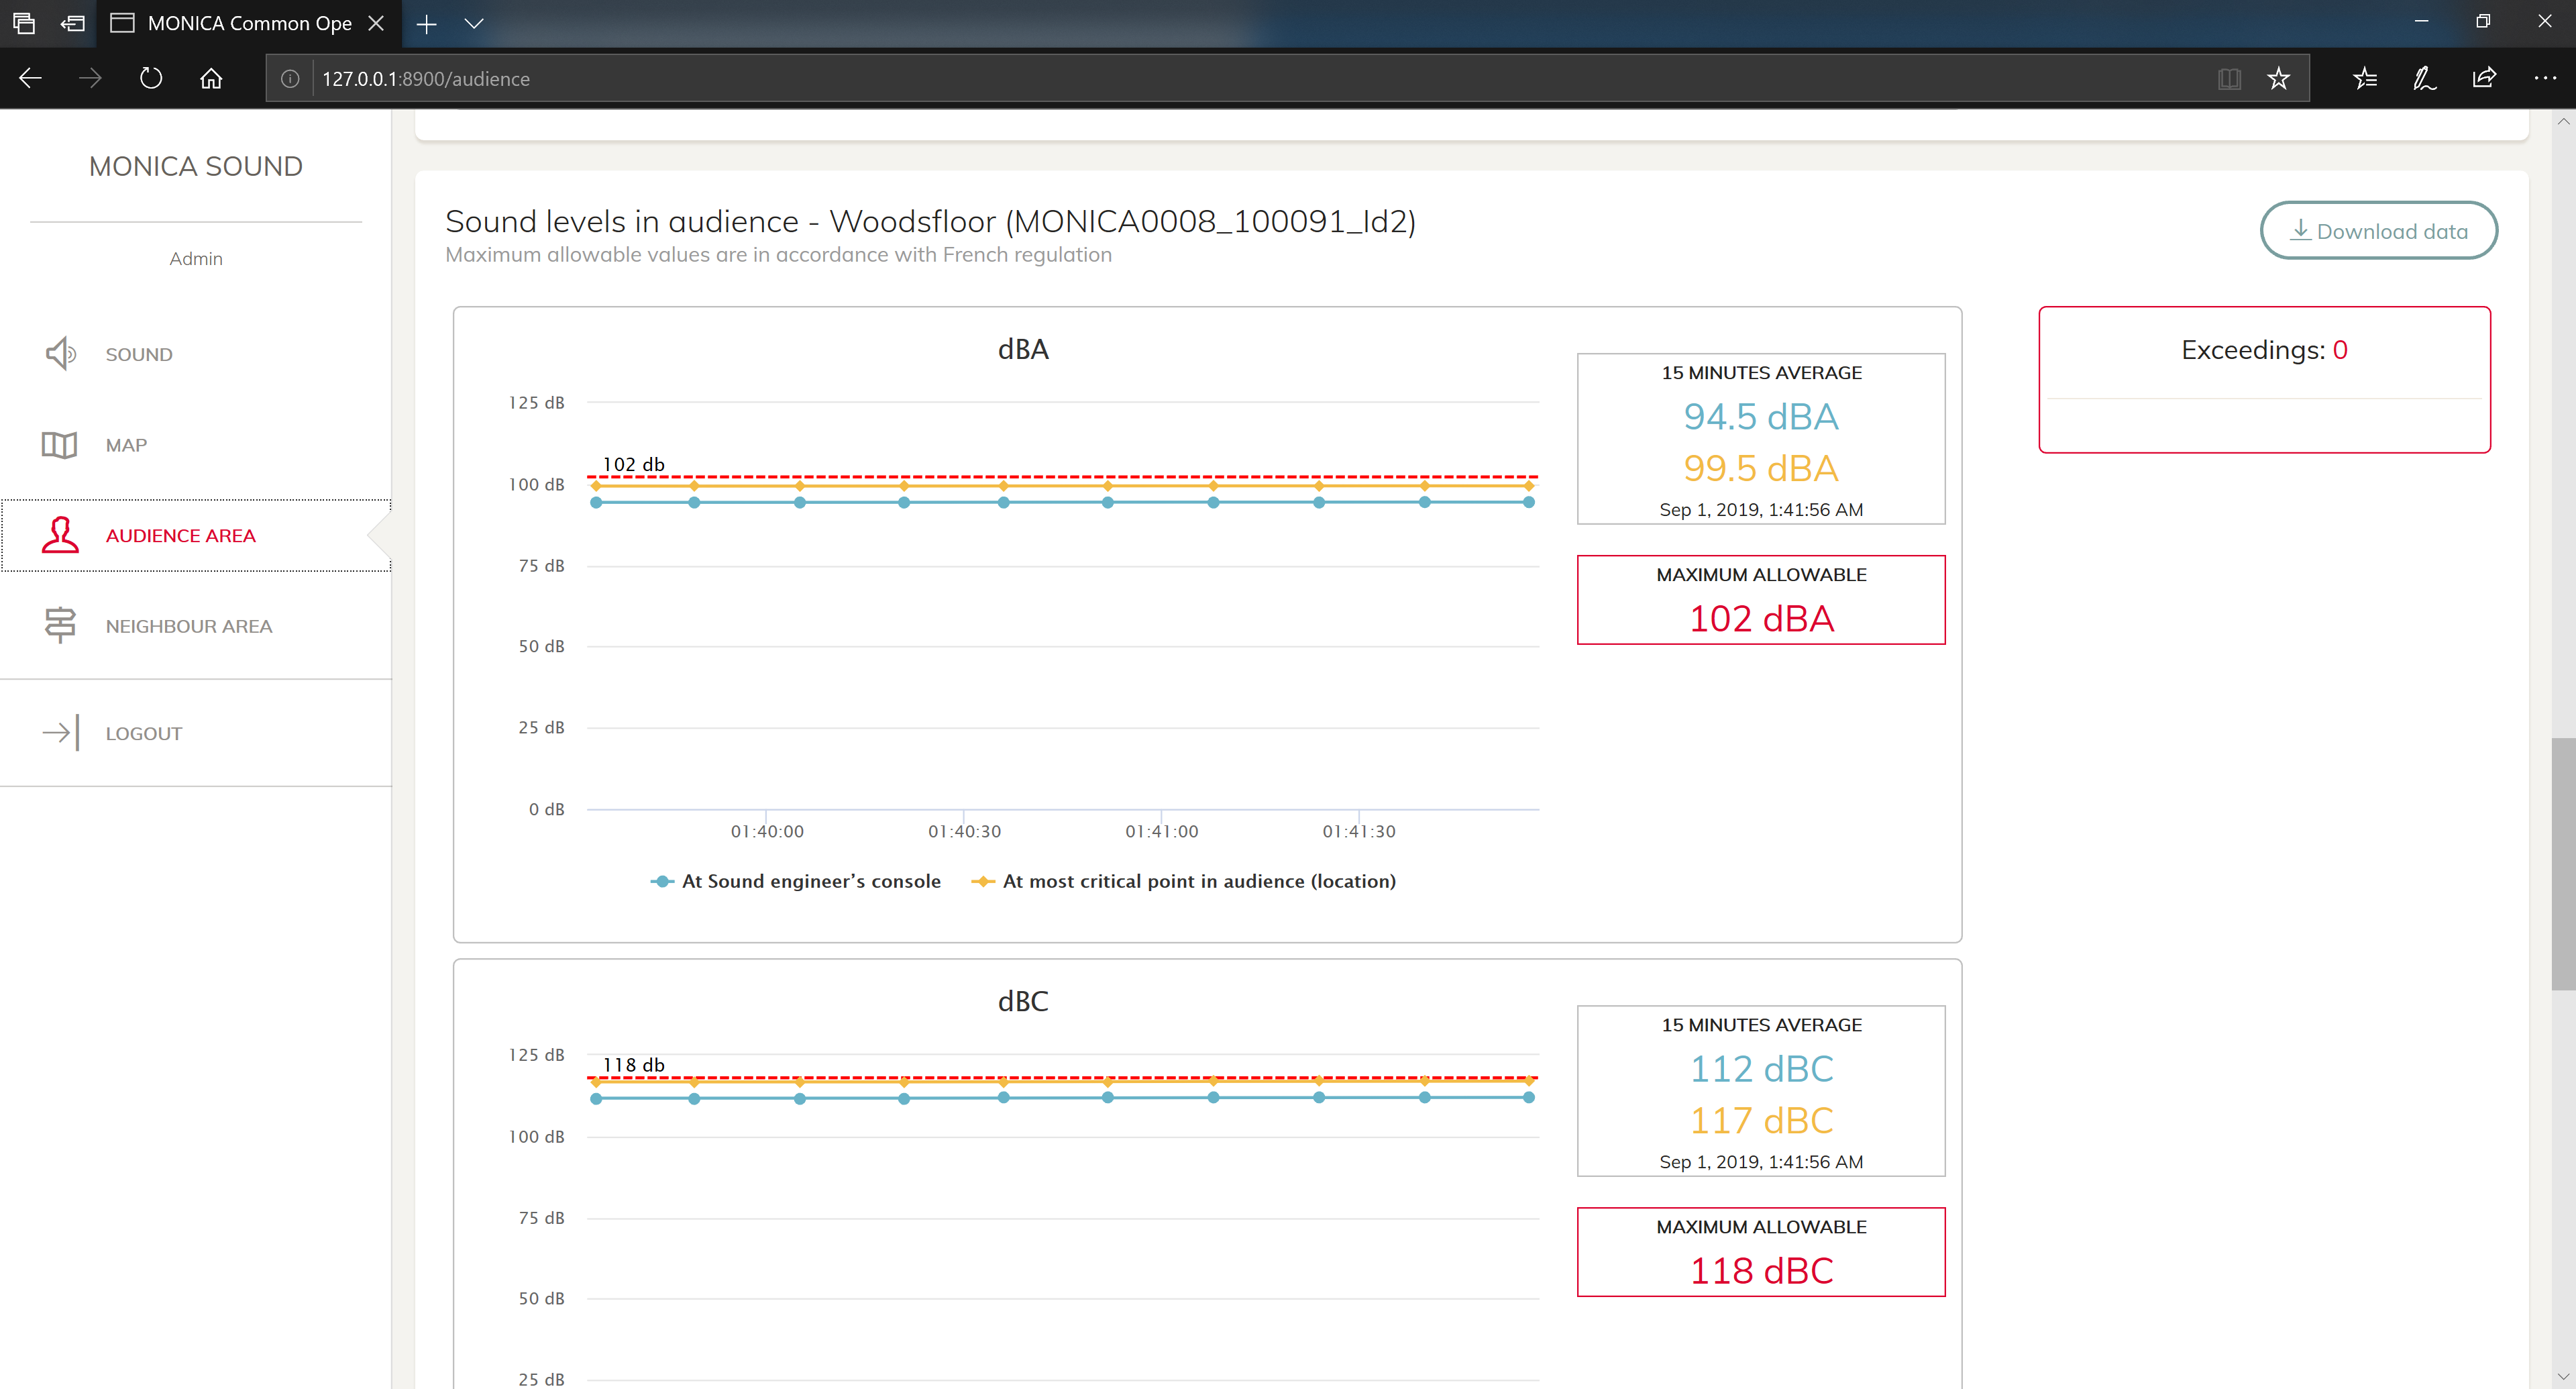 MONICA Common Ope
127.0.0.1:8900/audience
MONICA SOUND
Admin
SOUND
MAP
AUDIENCE AREA
NEIGHBOUR AREA
LOGOUT
Sound levels in audience - Woodsfloor (MONICA0008_100091_Id2)
Maximum allowable values are in accordance with French regulation
Download data
dBA
125 dB
102 db
100 dB
75 dB
50 dB
25 dB
0 dB
01:40:00 01:40:30 01:41:00 01:41:30
At Sound engineer's console At most critical point in audience (location)
15 MINUTES AVERAGE
94.5 dBA
99.5 dBA
Sep 1, 2019, 1:41:56 AM
MAXIMUM ALLOWABLE
102 dBA
Exceedings: 0
dBC
125 dB
118 db
100 dB
75 dB
50 dB
25 dB
15 MINUTES AVERAGE
112 dBC
117 dBC
Sep 1, 2019, 1:41:56 AM
MAXIMUM ALLOWABLE
118 dBC